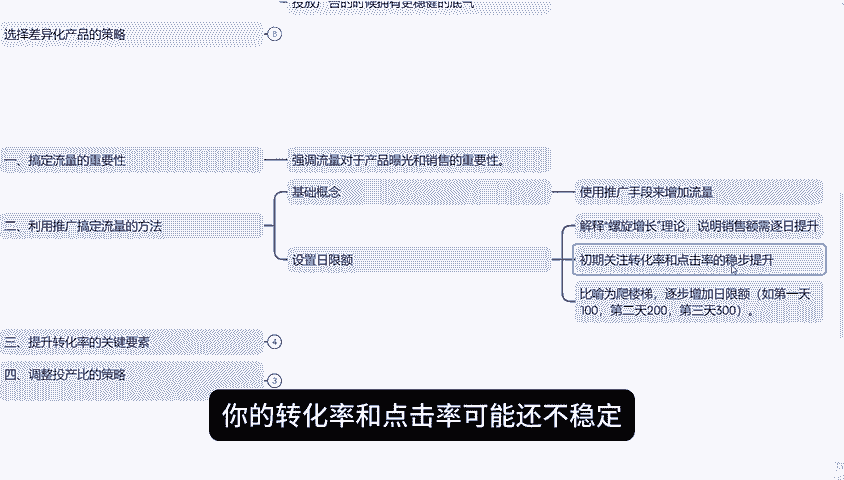 投放广告的时候拥有更稳健的底气
选择差异化产品的策略
8
一、搞定流量的重要性
强调流量对于产品曝光和销售的重要性。
基础概念
使用推广手段来增加流量
二、利用推广搞定流量的方法
解释“螺旋增长”理论，说明销售额需逐日提升
设置日限额
初期关注转化率和点击率的稳步提升
比喻为爬楼梯，逐步增加日限额（如第一天
100，第二天200，第三天300）。
三、提升转化率的关键要素
4
四、调整投产比的策略
3
你的转化率和点击率可能还不稳定